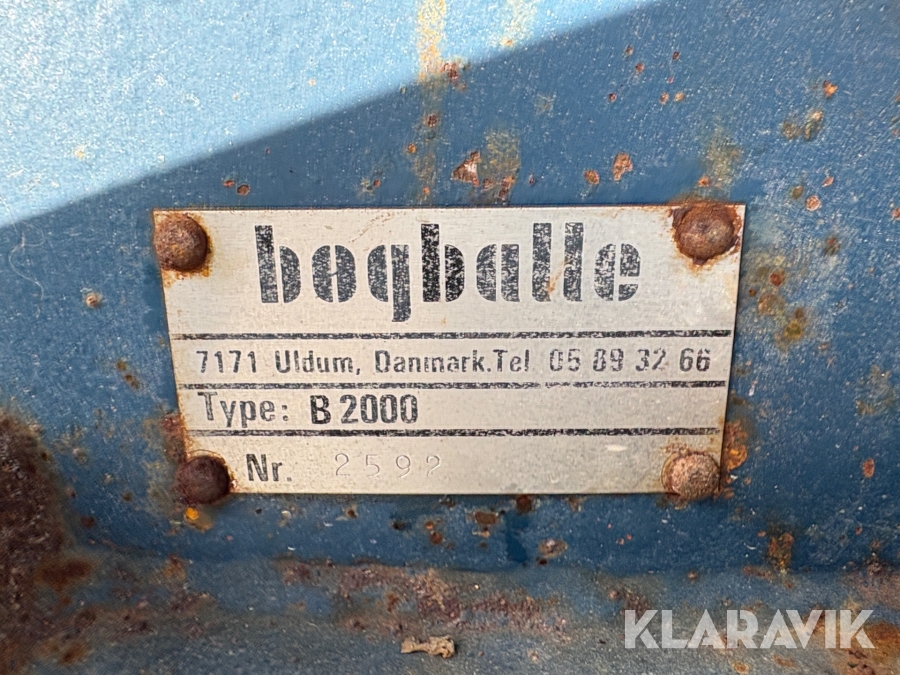 bogballe
7171 Uldum, Danmark.Tel 05 89 32 66
Type: B 2000
Nr. 2592
KLARAVIK